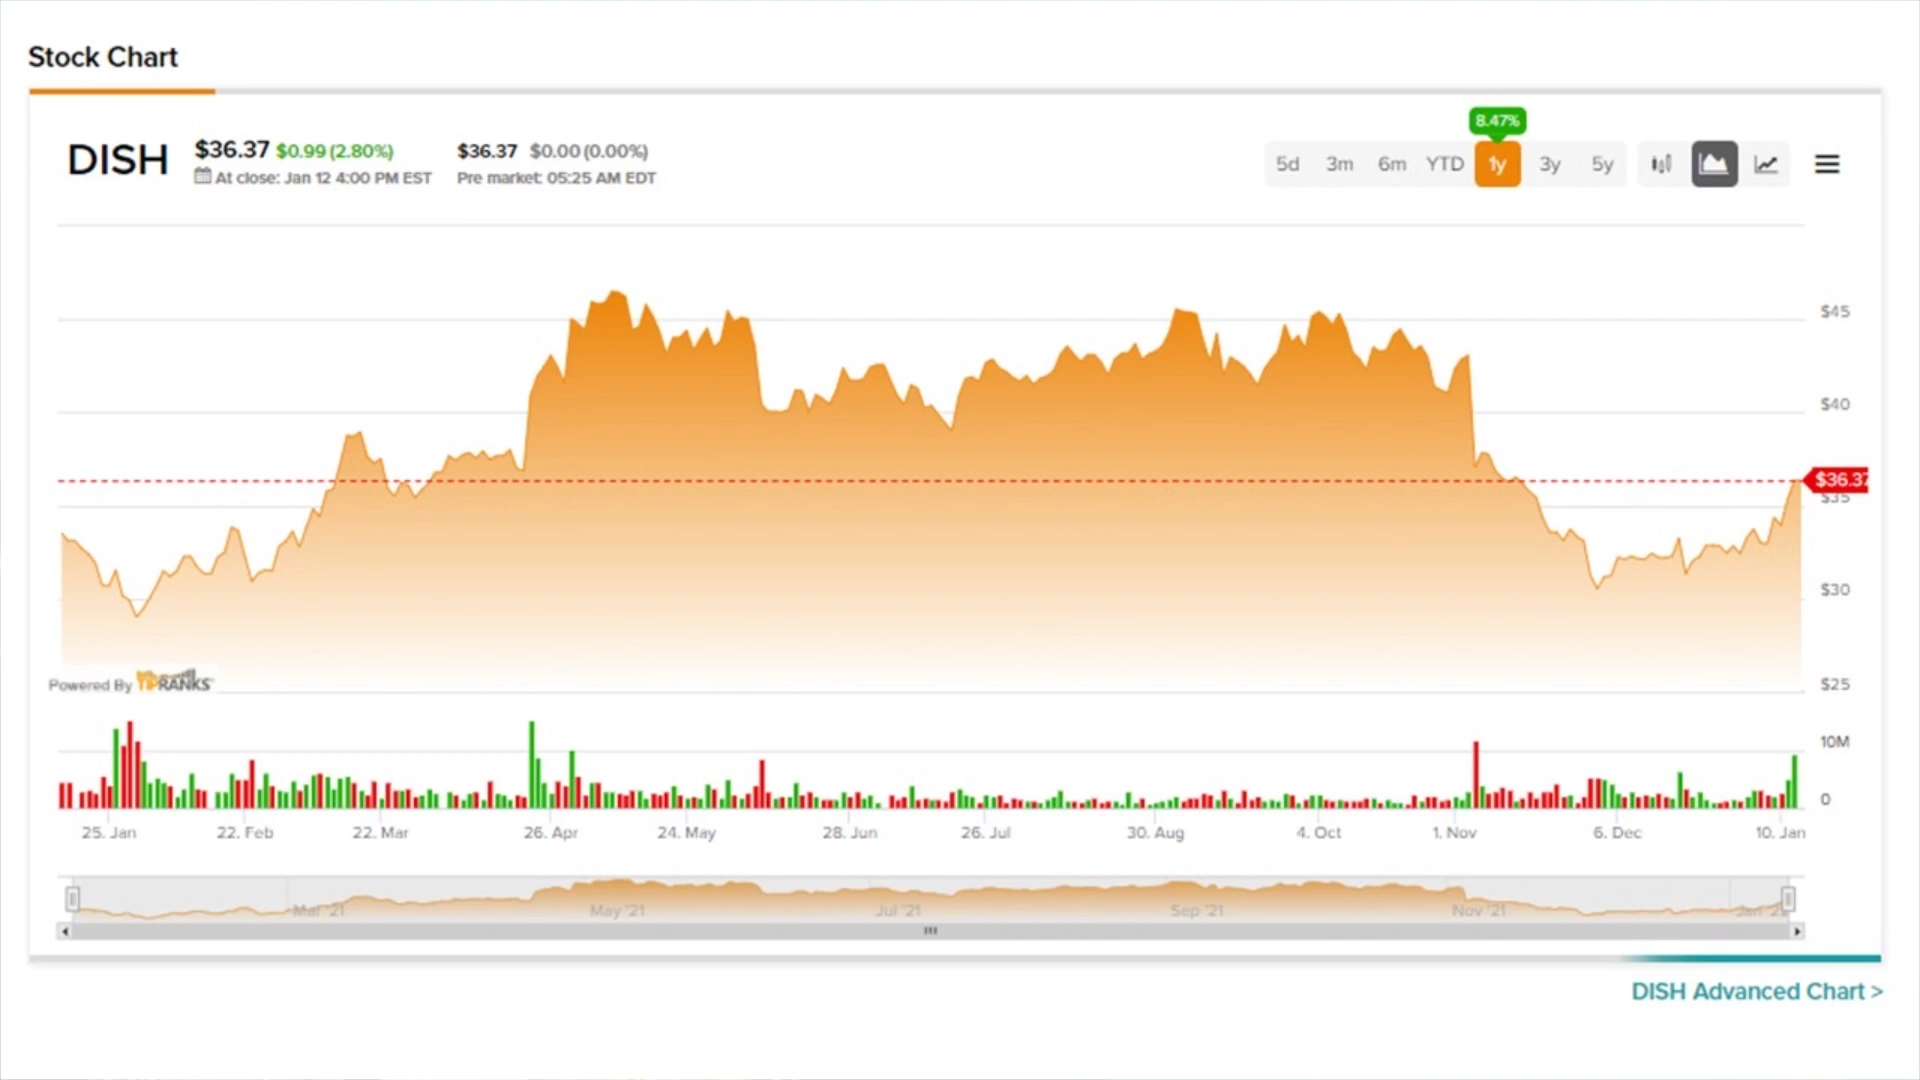 Stock Chart
DISH
$36.37 $0.99 (2.80%)
At close: Jan 12 4:00 PM EST
$36.37 $0.00 (0.00%)
Pre market: 05:25 AM EDT
8.47%
5d 3m 6m YTD 1y 3y 5y
$45
$40
$36.37
$35
$30
$25
Powered By TIPRANKS
10M
0
25. Jan 22. Feb 22. Mar 26. Apr 24. May 28. Jun 26. Jul 30. Aug 4. Oct 1. Nov 6. Dec 10. Jan
Mar '21 May '21 Jul '21 Sep '21 Nov '21 Jan
DISH Advanced Chart >